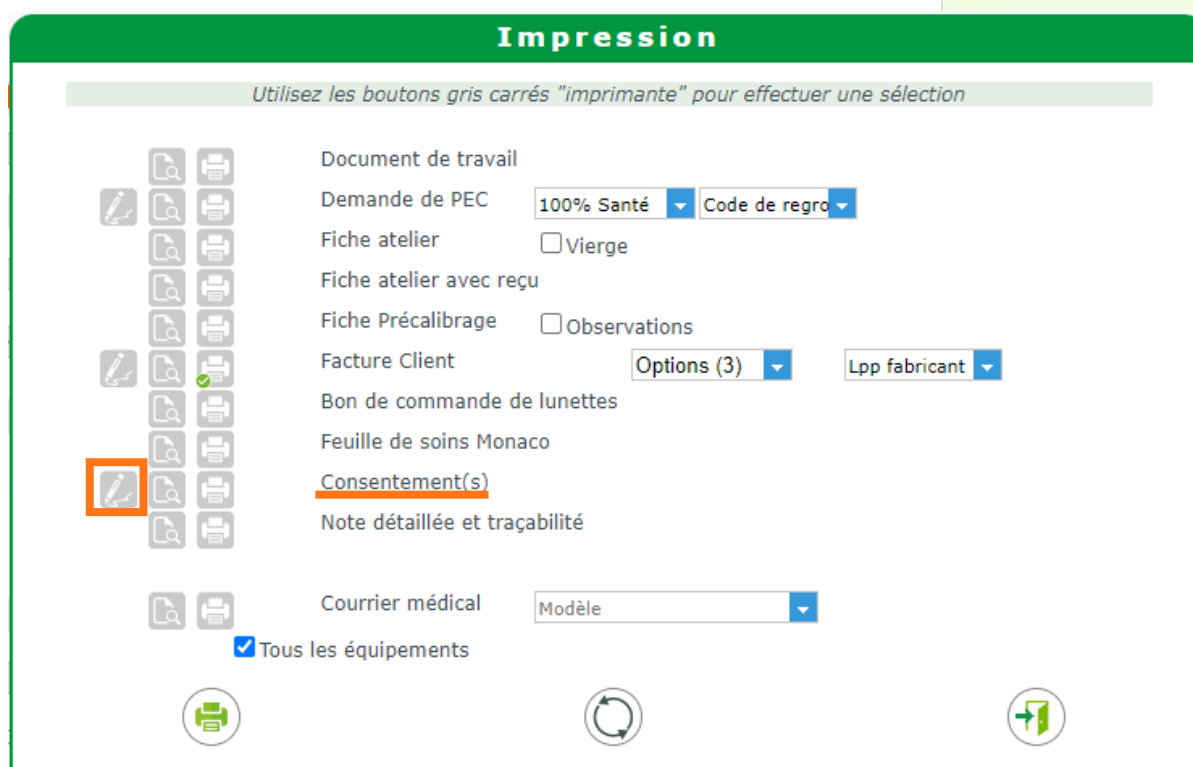 Impression
Utilisez les boutons gris carrés "imprimante" pour effectuer une sélection
Document de travail
Demande de PEC 100% Santé Code de regro
Fiche atelier Vierge
Fiche atelier avec reçu
Fiche Précalibrage Observations
Facture Client Options (3) Lpp fabricant
Bon de commande de lunettes
Feuille de soins Monaco
Consentement(s)
Note détaillée et traçabilité
Courrier médical Modèle
Tous les équipements